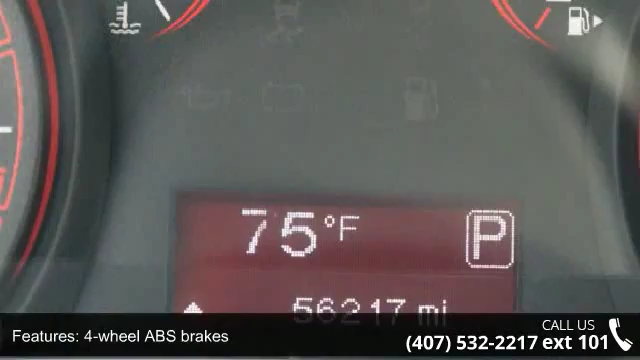 75°F P
56217 mi
Features: 4-wheel ABS brakes
CALL US
(407) 532-2217 ext 101